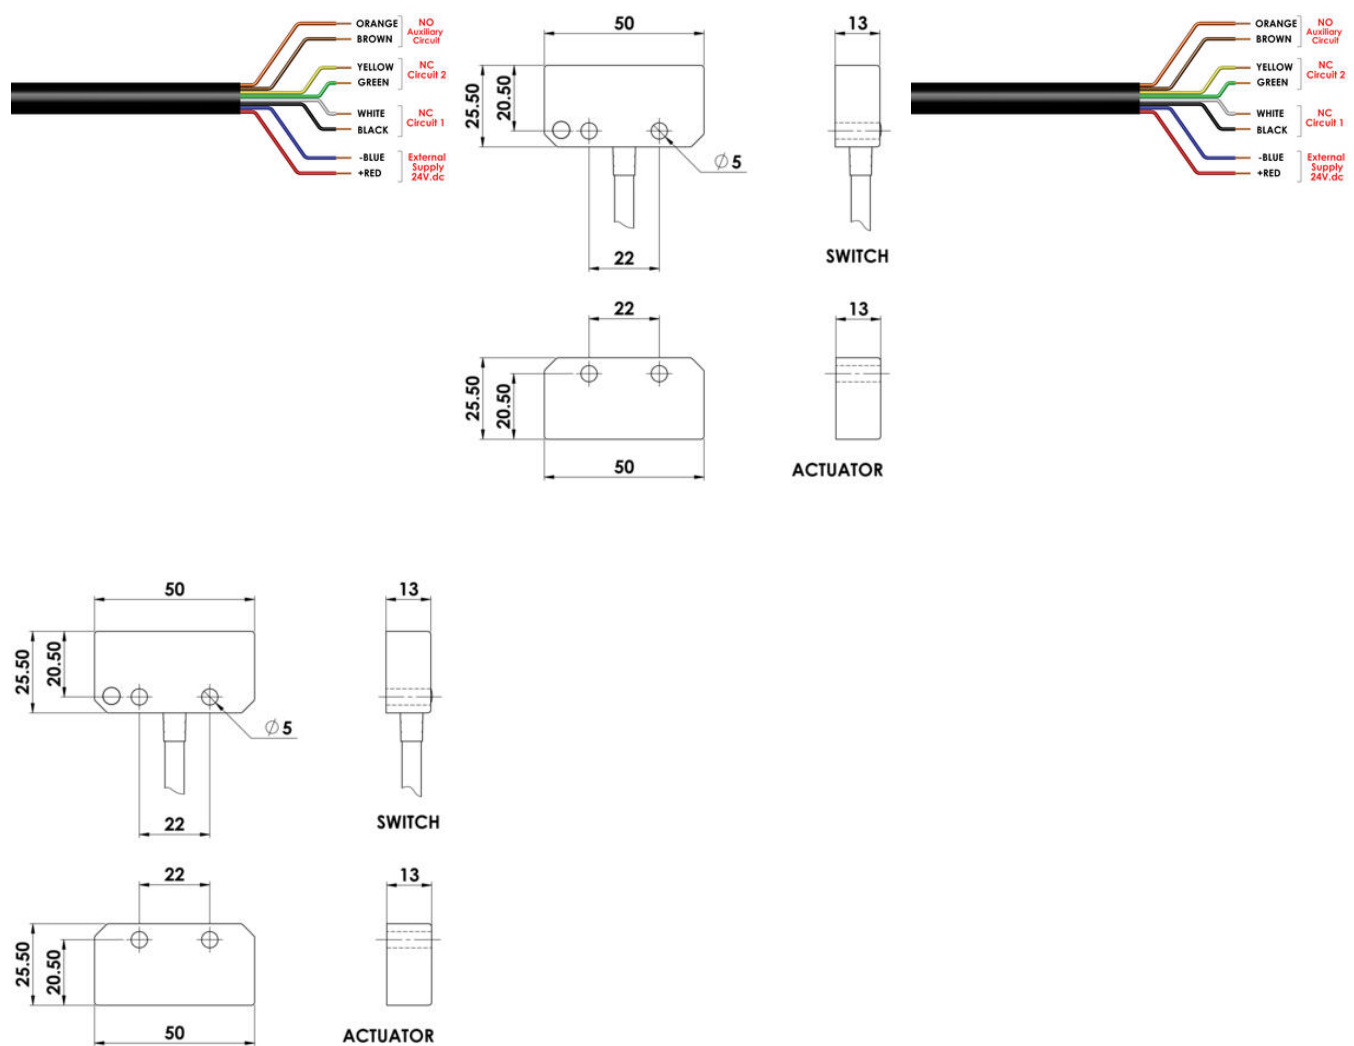 ORANGE
BROWN
NO
Auxiliary
Circuit
YELLOW
GREEN
NC
Circuit 2
WHITE
BLACK
NC
Circuit 1
-BLUE
+RED
External
Supply
24V.dc
50
13
25.50
20.50
Ø 5
22
SWITCH
22
13
25.50
20.50
50
ACTUATOR
ORANGE
BROWN
NO
Auxiliary
Circuit
YELLOW
GREEN
NC
Circuit 2
WHITE
BLACK
NC
Circuit 1
-BLUE
+RED
External
Supply
24V.dc
50
13
25.50
20.50
Ø 5
22
SWITCH
22
13
25.50
20.50
50
ACTUATOR